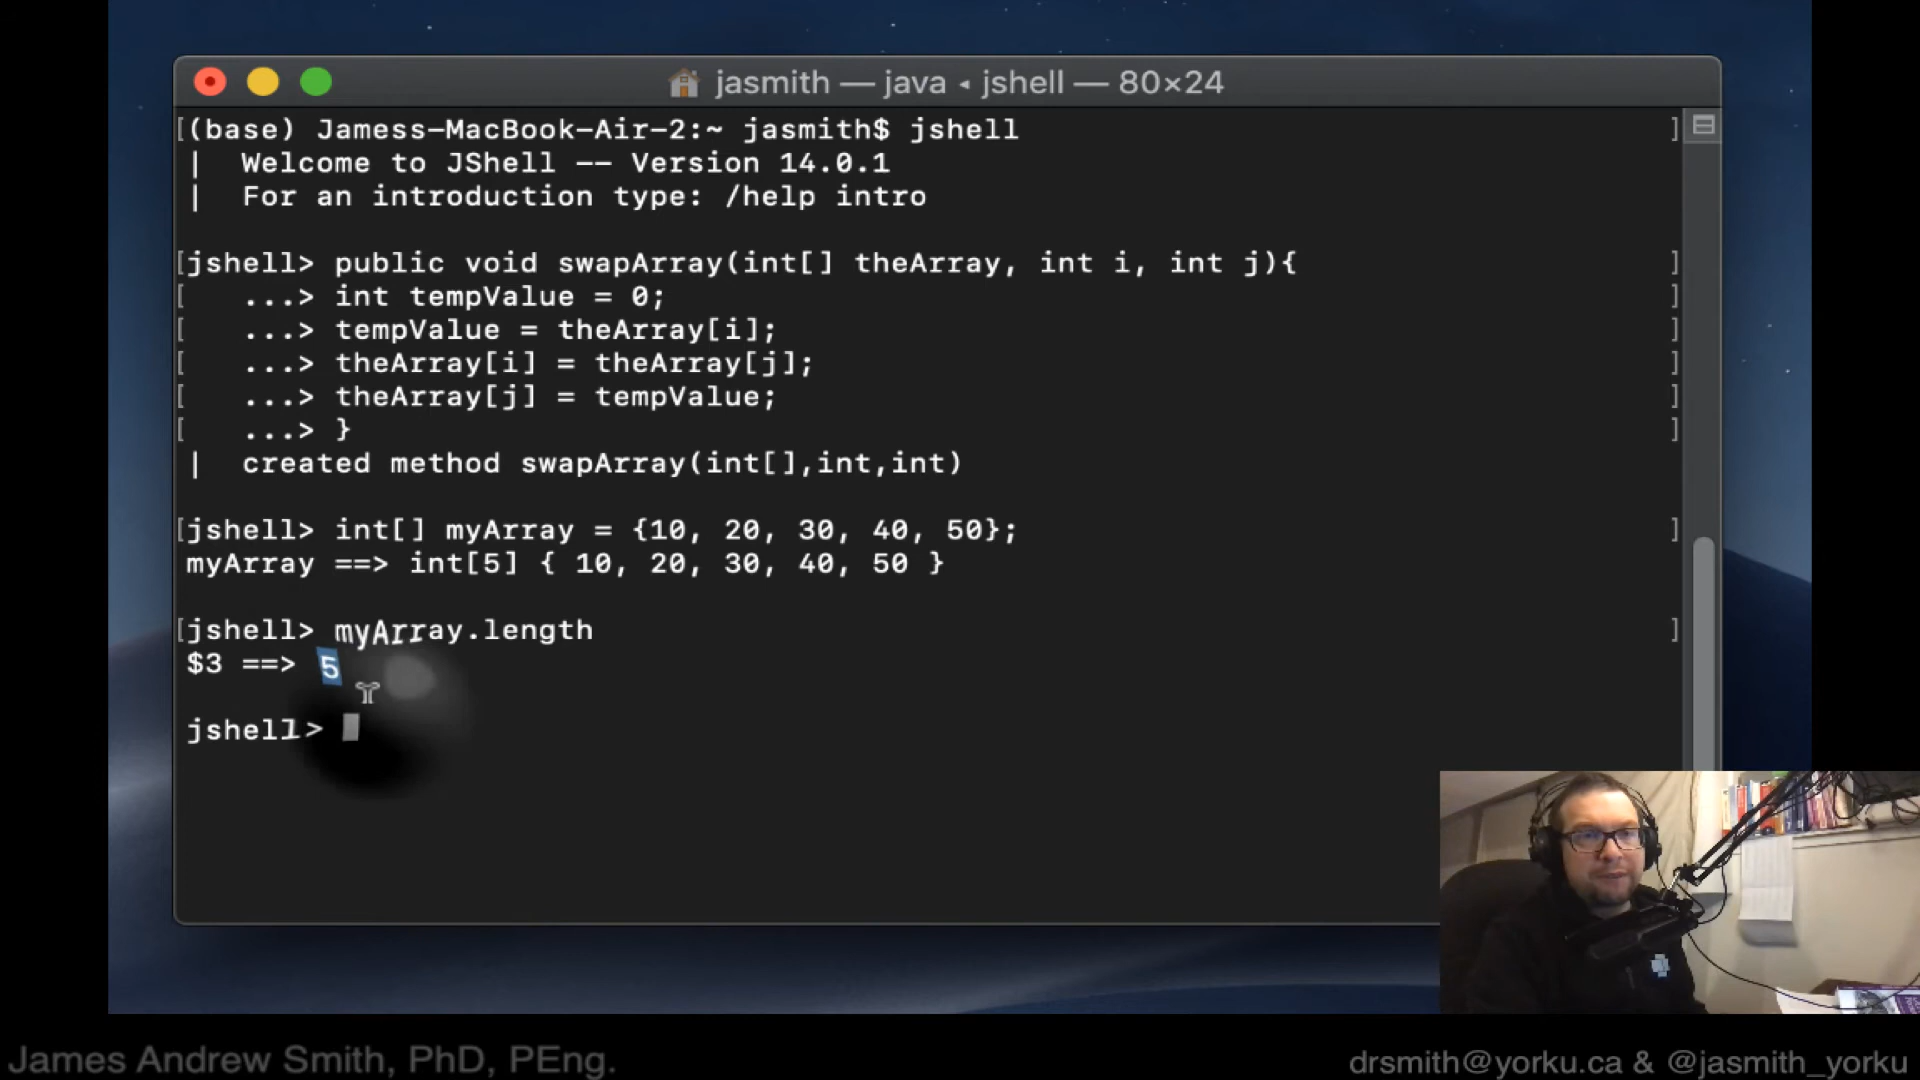 jasmith — java ◂ jshell — 80×24
[(base) Jamess-MacBook-Air-2:~ jasmith$ jshell ]
|  Welcome to JShell -- Version 14.0.1
|  For an introduction type: /help intro
[jshell> public void swapArray(int[] theArray, int i, int j){ ]
[   ...> int tempValue = 0; ]
[   ...> tempValue = theArray[i]; ]
[   ...> theArray[i] = theArray[j]; ]
[   ...> theArray[j] = tempValue; ]
[   ...> } ]
|  created method swapArray(int[],int,int)
[jshell> int[] myArray = {10, 20, 30, 40, 50}; ]
myArray ==> int[5] { 10, 20, 30, 40, 50 }
[jshell> myArray.length ]
$3 ==> 5
jshell>
James Andrew Smith, PhD, PEng.
drsmith@yorku.ca & @jasmith_yorku